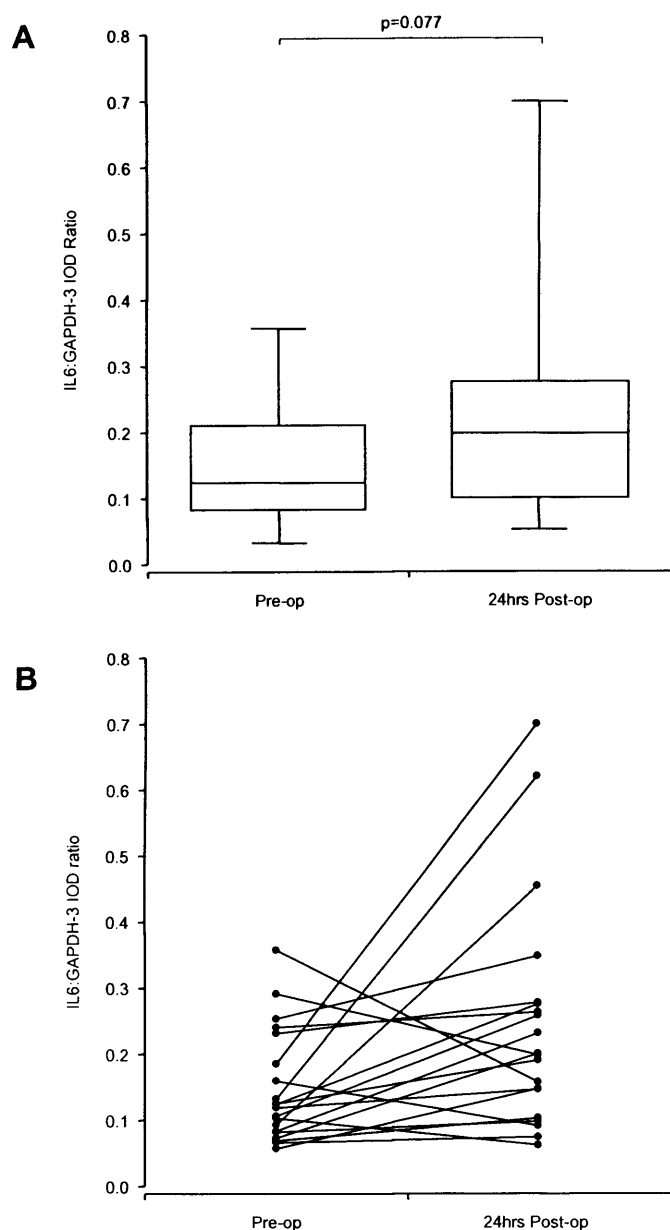 A
p=0.077
0.8
0.7
0.6
0.5
0.4
0.3
0.2
0.1
0.0
IL6:GAPDH-3 IOD Ratio
Pre-op 24hrs Post-op
B
0.8
0.7
0.6
0.5
0.4
0.3
0.2
0.1
0.0
IL6:GAPDH-3 IOD ratio
Pre-op 24hrs Post-op